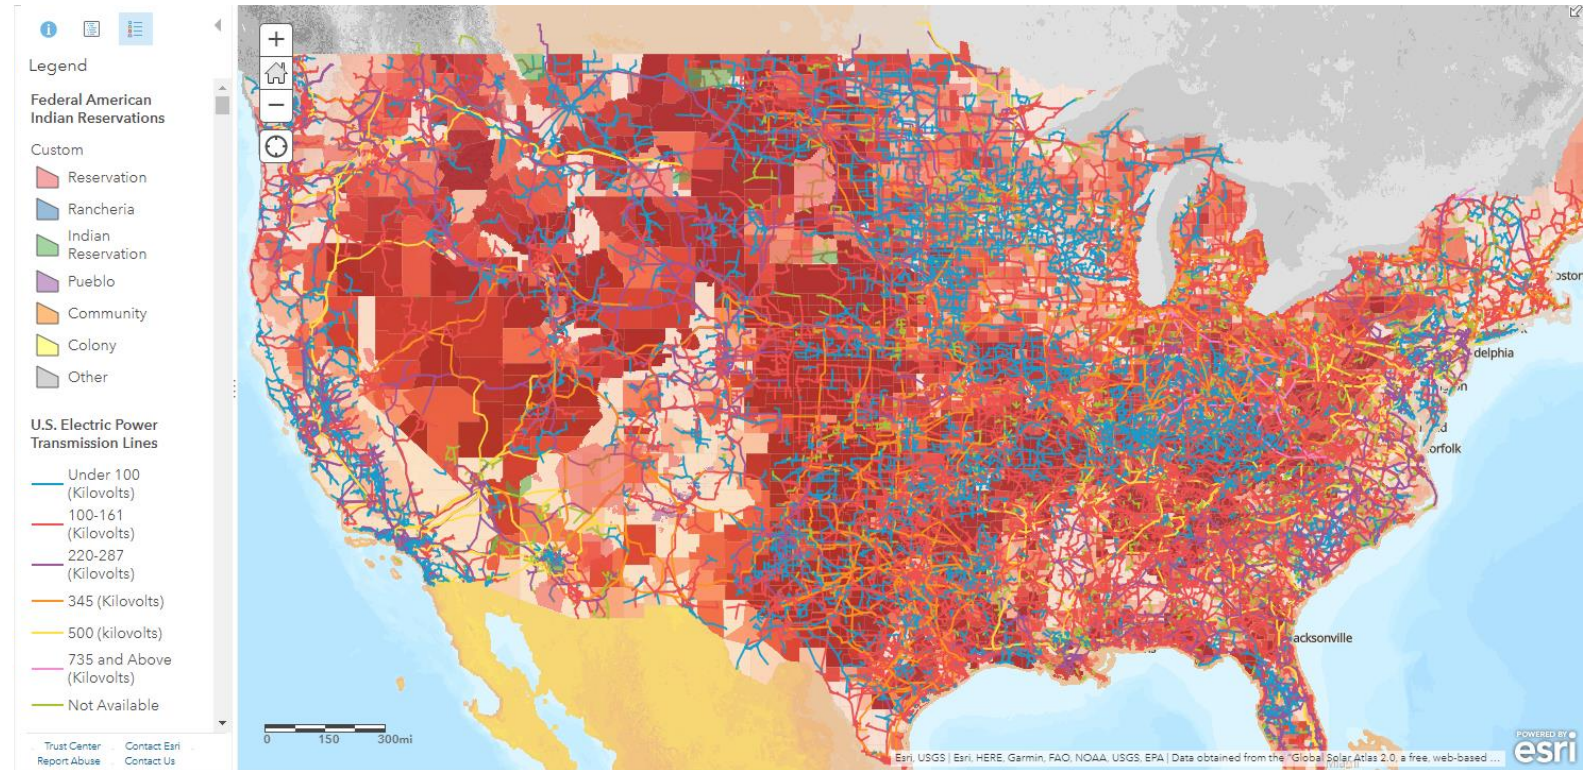 Legend
Federal American
Indian Reservations
Custom
Reservation
Rancheria
Indian
Reservation
Pueblo
Community
Colony
Other
U.S. Electric Power
Transmission Lines
Under 100
(Kilovolts)
100-161
(Kilovolts)
220-287
(Kilovolts)
345 (Kilovolts)
500 (kilovolts)
735 and Above
(Kilovolts)
Not Available
Trust Center
Contact Esri
Report Abuse
Contact Us
+
−
oston
delphia
orfolk
acksonville
0 150 300mi
Esri, USGS | Esri, HERE, Garmin, FAO, NOAA, USGS, EPA | Data obtained from the "Global Solar Atlas 2.0, a free, web-based ...
POWERED BY
esri